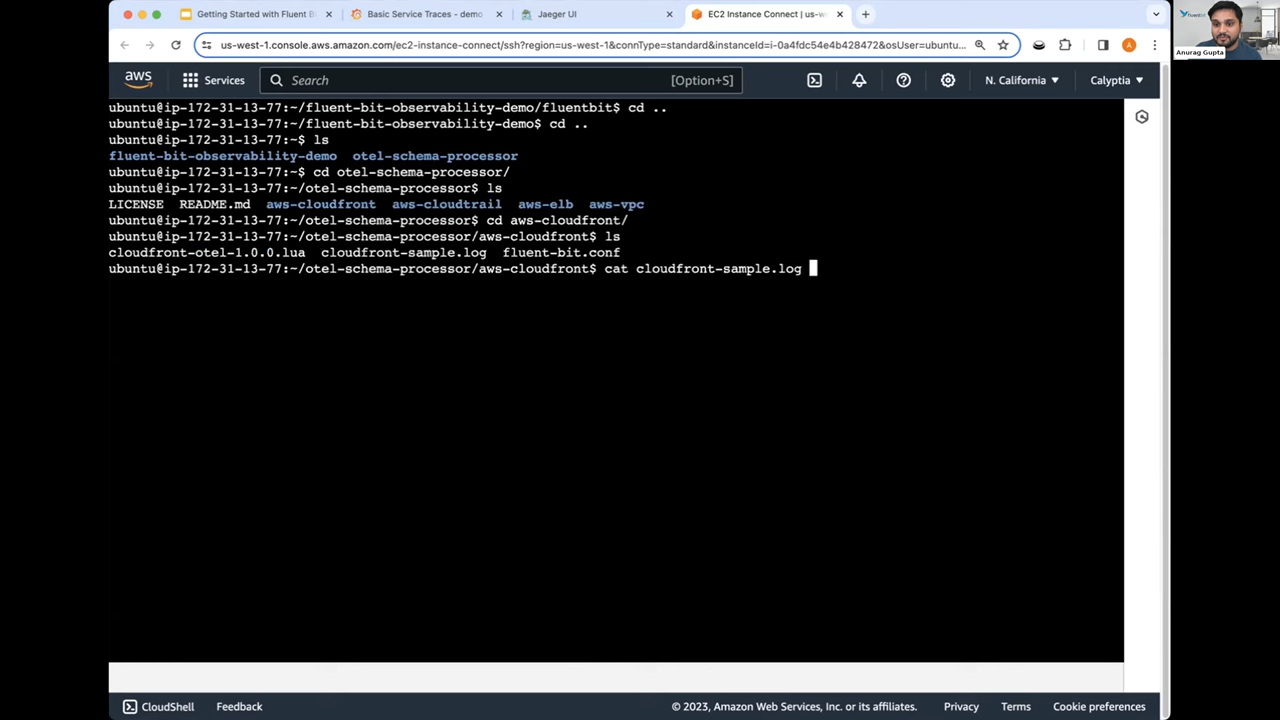 Getting Started with Fluent B
Basic Service Traces - demo
Jaeger UI
EC2 Instance Connect | us-w
us-west-1.console.aws.amazon.com/ec2-instance-connect/ssh?region=us-west-1&connType=standard&instanceId=i-0a4fdc54e4b428472&osUser=ubuntu...
A
Anurag Gupta
aws
Services
Search
[Option+S]
N. California
Calyptia
ubuntu@ip-172-31-13-77:~/fluent-bit-observability-demo/fluentbit$ cd ..
ubuntu@ip-172-31-13-77:~/fluent-bit-observability-demo$ cd ..
ubuntu@ip-172-31-13-77:~$ ls
fluent-bit-observability-demo  otel-schema-processor
ubuntu@ip-172-31-13-77:~$ cd otel-schema-processor/
ubuntu@ip-172-31-13-77:~/otel-schema-processor$ ls
LICENSE  README.md  aws-cloudfront  aws-cloudtrail  aws-elb  aws-vpc
ubuntu@ip-172-31-13-77:~/otel-schema-processor$ cd aws-cloudfront/
ubuntu@ip-172-31-13-77:~/otel-schema-processor/aws-cloudfront$ ls
cloudfront-otel-1.0.0.lua  cloudfront-sample.log  fluent-bit.conf
ubuntu@ip-172-31-13-77:~/otel-schema-processor/aws-cloudfront$ cat cloudfront-sample.log
CloudShell
Feedback
© 2023, Amazon Web Services, Inc. or its affiliates.
Privacy
Terms
Cookie preferences